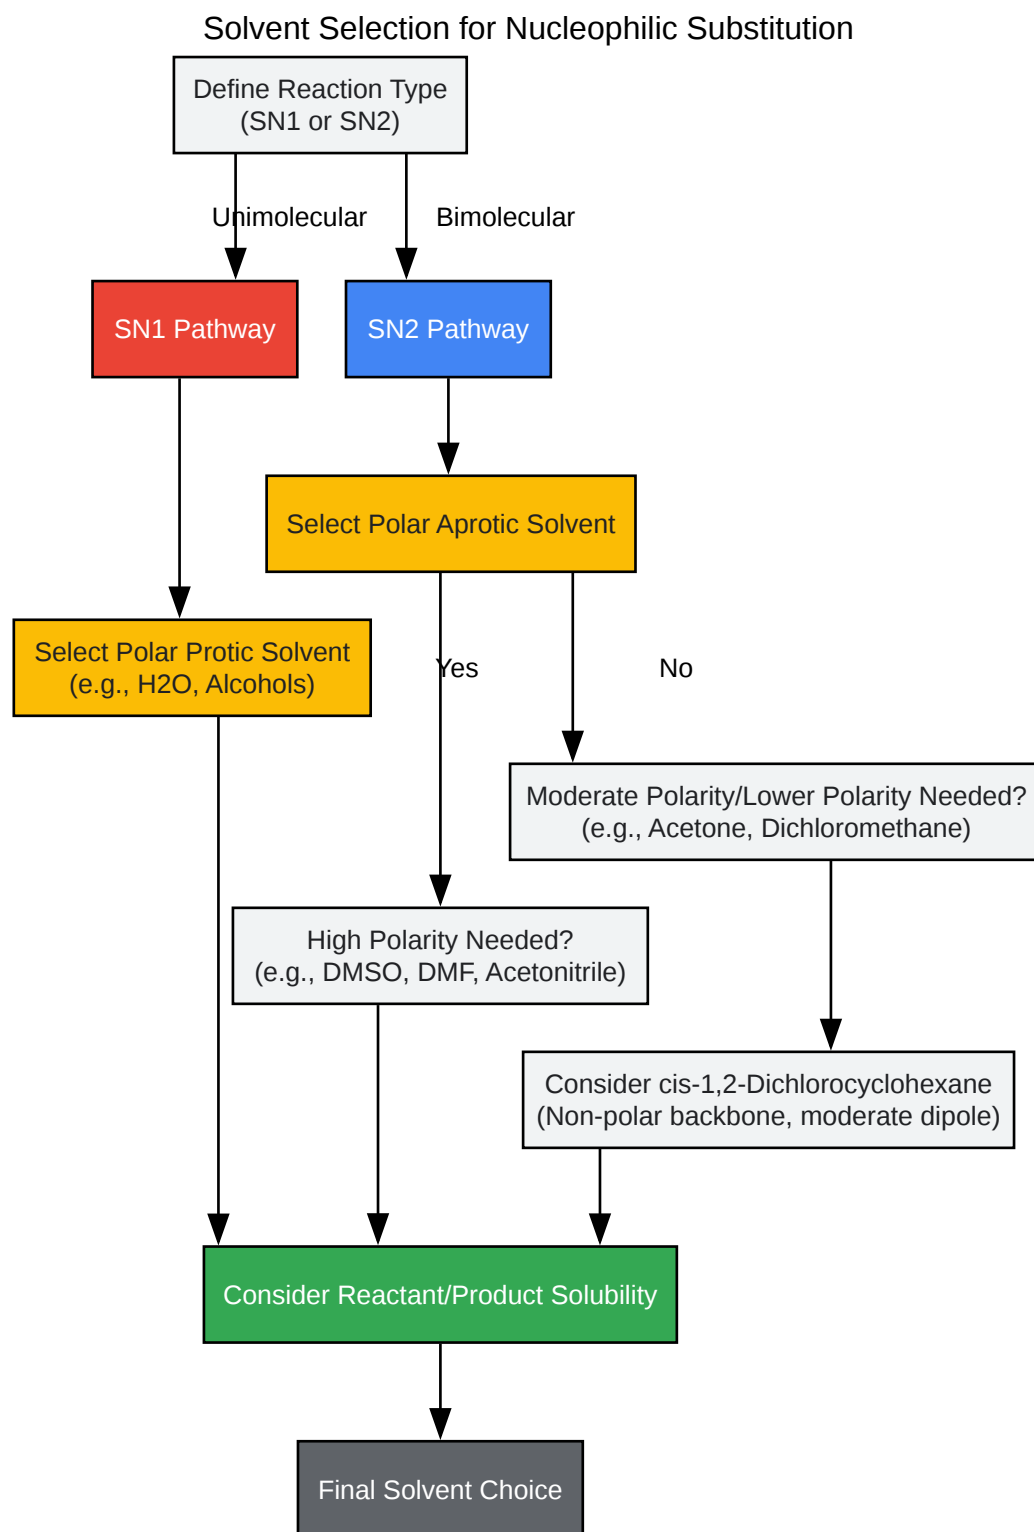 Solvent Selection for Nucleophilic Substitution
Define Reaction Type
(SN1 or SN2)
Unimolecular
Bimolecular
SN1 Pathway
SN2 Pathway
Select Polar Aprotic Solvent
Select Polar Protic Solvent
(e.g., H2O, Alcohols)
Yes
No
Moderate Polarity/Lower Polarity Needed?
(e.g., Acetone, Dichloromethane)
High Polarity Needed?
(e.g., DMSO, DMF, Acetonitrile)
Consider cis-1,2-Dichlorocyclohexane
(Non-polar backbone, moderate dipole)
Consider Reactant/Product Solubility
Final Solvent Choice